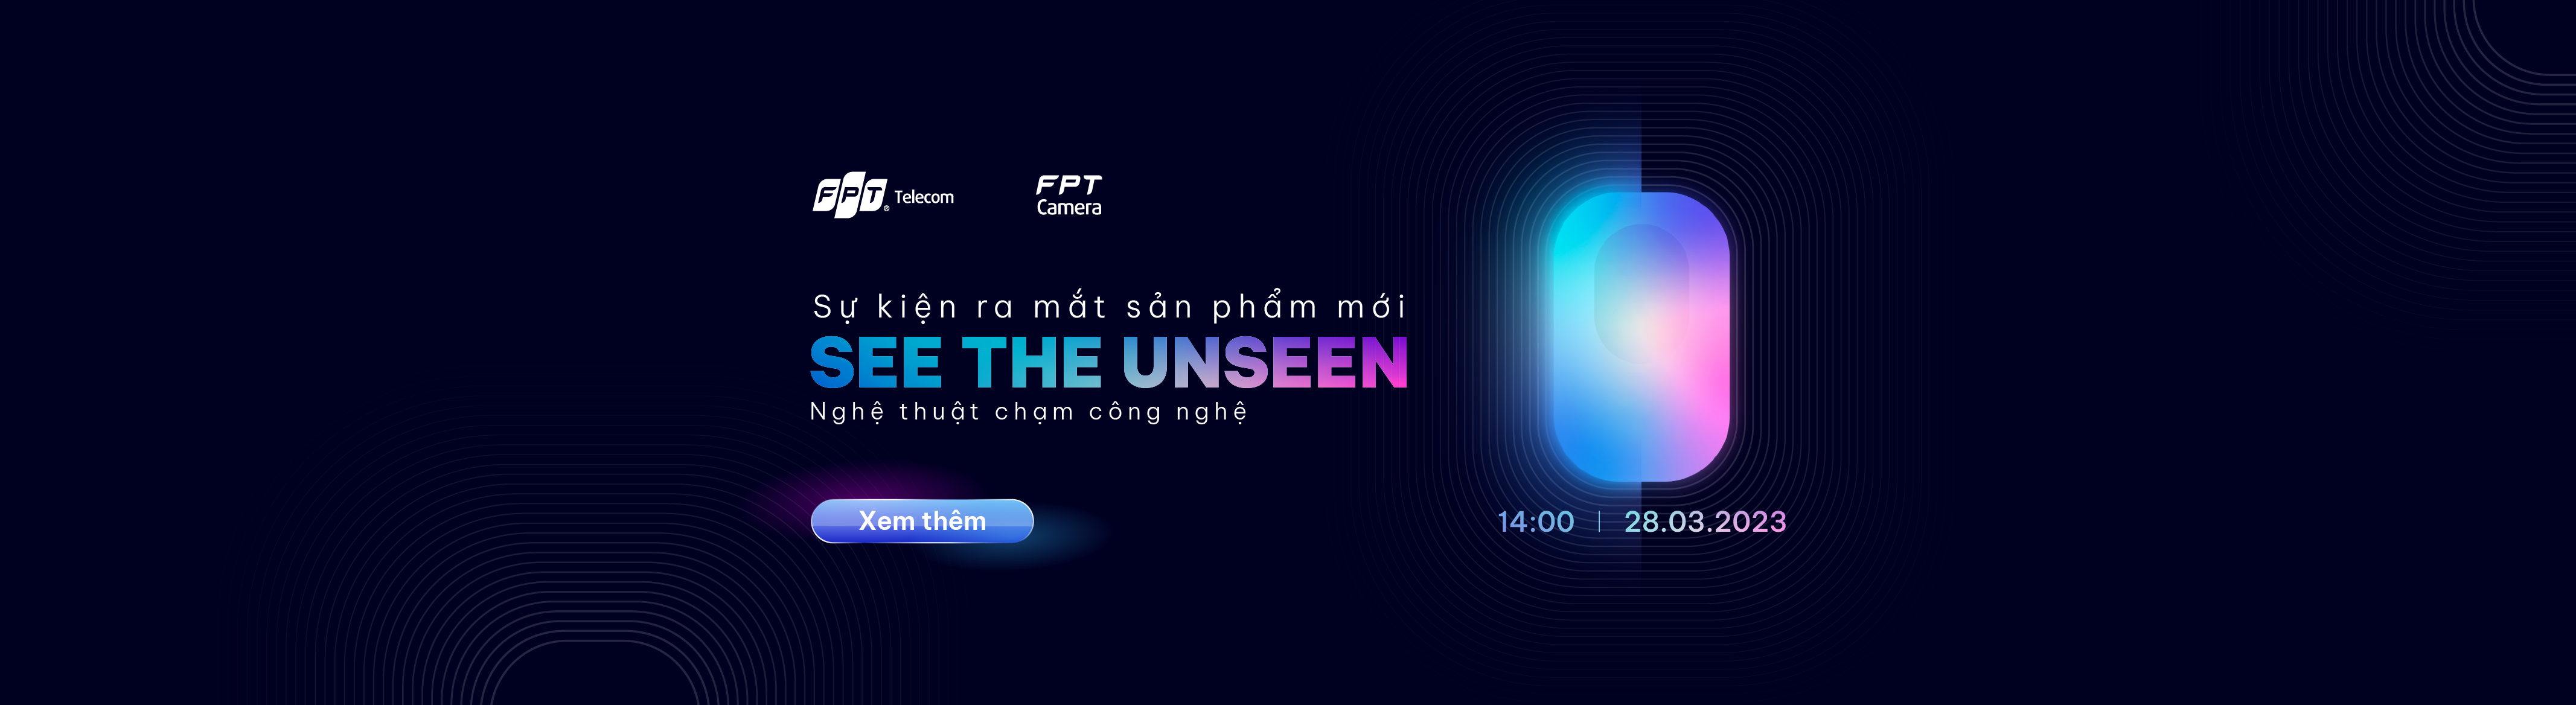 FPT® Telecom
FPT
Camera
Sự kiện ra mắt sản phẩm mới
SEE THE UNSEEN
Nghệ thuật chạm công nghệ
Xem thêm
14:00 | 28.03.2023